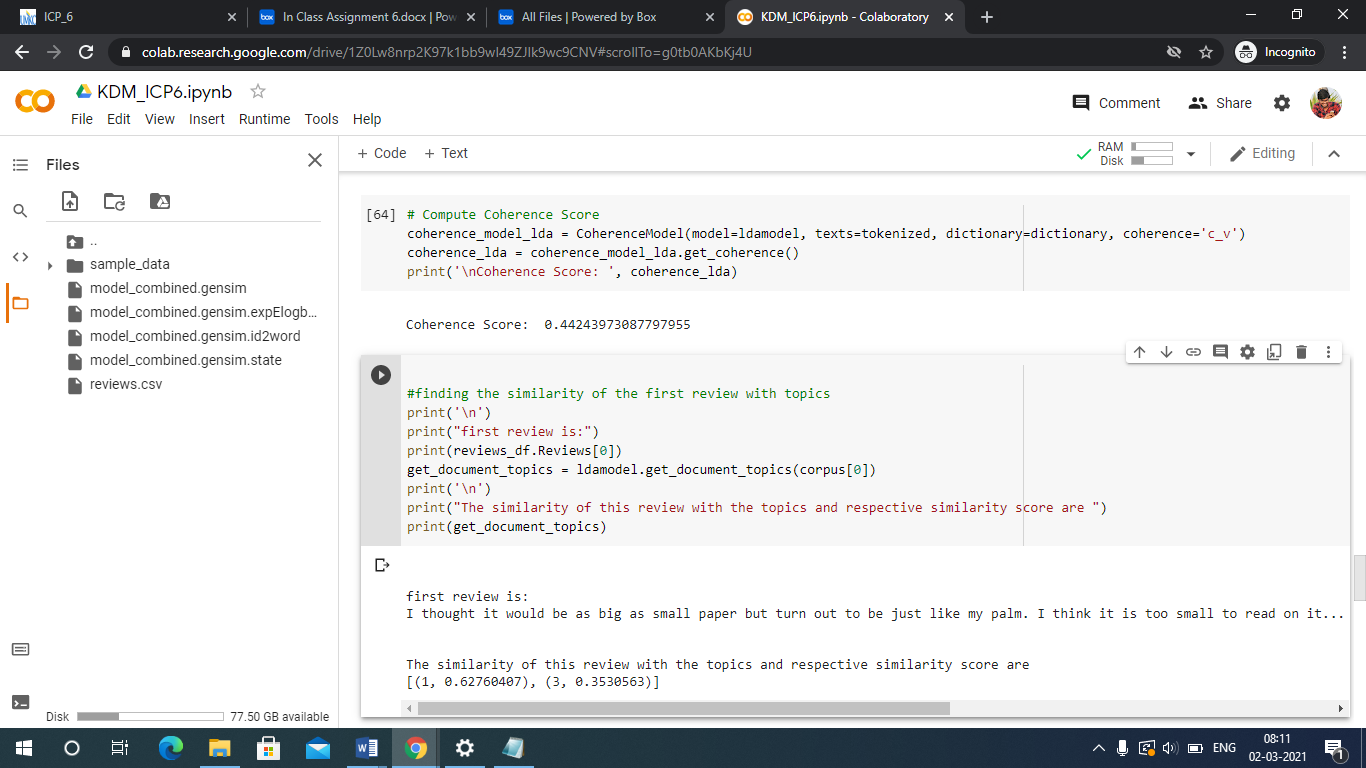 ICP_6
In Class Assignment 6.docx | Pow
All Files | Powered by Box
KDM_ICP6.ipynb - Colaboratory
colab.research.google.com/drive/1Z0Lw8nrp2K97k1bb9wI49ZJIk9wc9CNV#scrollTo=g0tb0AKbKj4U
Incognito
KDM_ICP6.ipynb
File Edit View Insert Runtime Tools Help
Comment
Share
Files
+ Code + Text
RAM
Disk
Editing
..
sample_data
model_combined.gensim
model_combined.gensim.expElogb...
model_combined.gensim.id2word
model_combined.gensim.state
reviews.csv
[64] # Compute Coherence Score
coherence_model_lda = CoherenceModel(model=ldamodel, texts=tokenized, dictionary=dictionary, coherence='c_v')
coherence_lda = coherence_model_lda.get_coherence()
print('\nCoherence Score: ', coherence_lda)
Coherence Score:  0.44243973087797955
#finding the similarity of the first review with topics
print('\n')
print("first review is:")
print(reviews_df.Reviews[0])
get_document_topics = ldamodel.get_document_topics(corpus[0])
print('\n')
print("The similarity of this review with the topics and respective similarity score are ")
print(get_document_topics)
first review is:
I thought it would be as big as small paper but turn out to be just like my palm. I think it is too small to read on it...
The similarity of this review with the topics and respective similarity score are
[(1, 0.62760407), (3, 0.3530563)]
Disk 77.50 GB available
ENG
08:11
02-03-2021
1